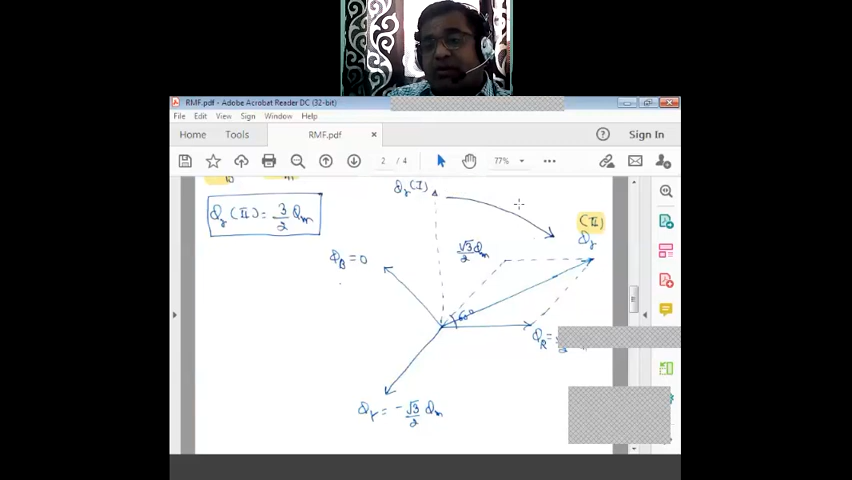 RMF.pdf - Adobe Acrobat Reader DC (32-bit)
File Edit View Sign Window Help
Home Tools RMF.pdf × Sign In
2 / 4 77%
Φr(I)
Φr(II) = 3/2 Φm
(II)
Φr
√3/2 Φm
ΦB = 0
60°
ΦR =
2
ΦY = -√3/2 Φm